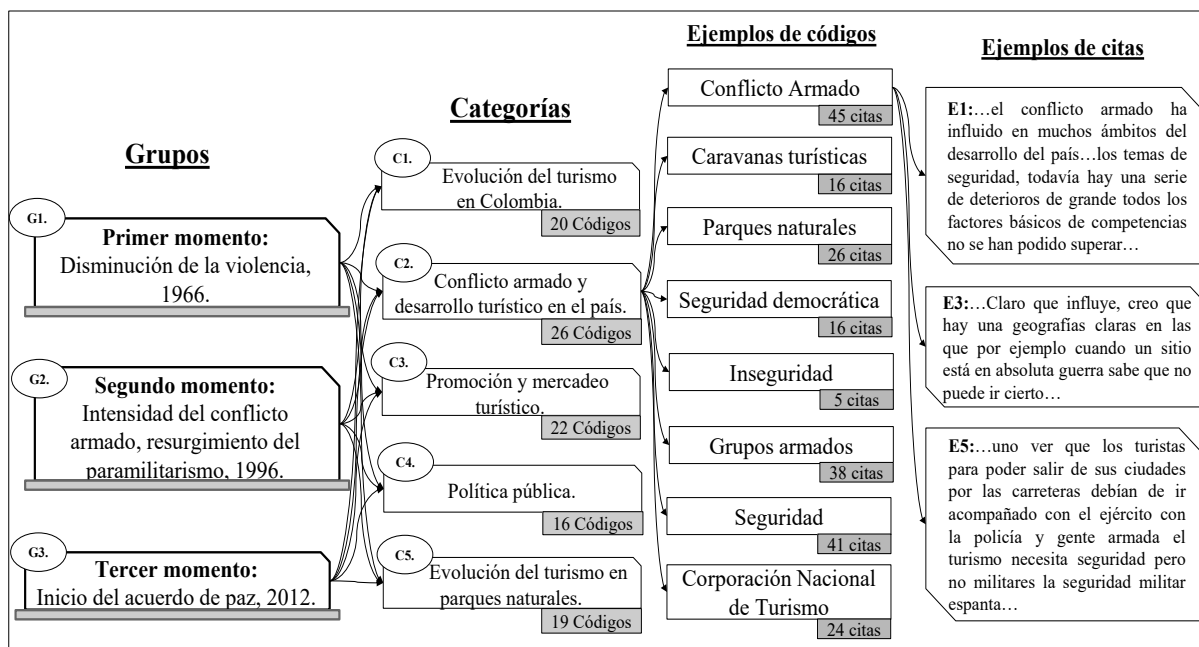 Grupos
G1.
Primer momento:
Disminución de la violencia,
1966.
G2.
Segundo momento:
Intensidad del conflicto
armado, resurgimiento del
paramilitarismo, 1996.
G3.
Tercer momento:
Inicio del acuerdo de paz, 2012.
Categorías
C1.
Evolución del turismo
en Colombia.
20 Códigos
C2.
Conflicto armado y
desarrollo turístico en el país.
26 Códigos
C3.
Promoción y mercadeo
turístico.
22 Códigos
C4.
Política pública.
16 Códigos
C5.
Evolución del turismo en
parques naturales.
19 Códigos
Ejemplos de códigos
Conflicto Armado
45 citas
Caravanas turísticas
16 citas
Parques naturales
26 citas
Seguridad democrática
16 citas
Inseguridad
5 citas
Grupos armados
38 citas
Seguridad
41 citas
Corporación Nacional
de Turismo
24 citas
Ejemplos de citas
E1:…el conflicto armado ha
influido en muchos ámbitos del
desarrollo del país…los temas de
seguridad, todavía hay una serie
de deterioros de grande todos los
factores básicos de competencias
no se han podido superar…
E3:…Claro que influye, creo que
hay una geografías claras en las
que por ejemplo cuando un sitio
está en absoluta guerra sabe que no
puede ir cierto…
E5:…uno ver que los turistas
para poder salir de sus ciudades
por las carreteras debían de ir
acompañado con el ejército con
la policía y gente armada el
turismo necesita seguridad pero
no militares la seguridad militar
espanta…